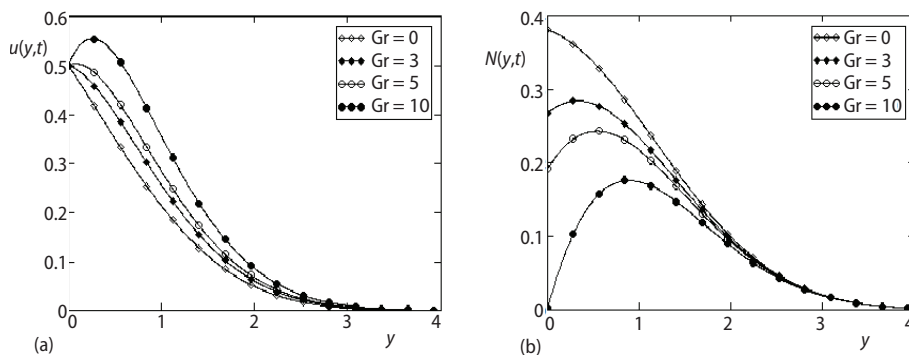 0.6
u(y,t)
0.5
0.4
0.3
0.2
0.1
0
0 1 2 3 4
y
(a)
Gr = 0
Gr = 3
Gr = 5
Gr = 10
0.4
N(y,t)
0.3
0.2
0.1
0
0 1 2 3 4
y
(b)
Gr = 0
Gr = 3
Gr = 5
Gr = 10